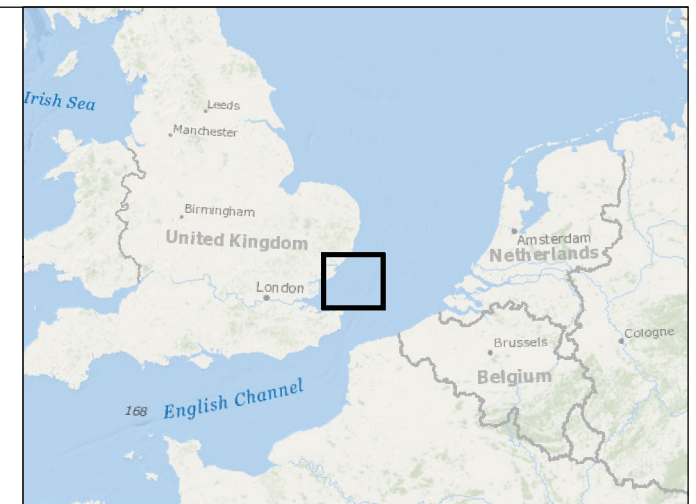 Irish Sea
Leeds
Manchester
Birmingham
United Kingdom
London
Amsterdam
Netherlands
Brussels
Belgium
Cologne
168
English Channel